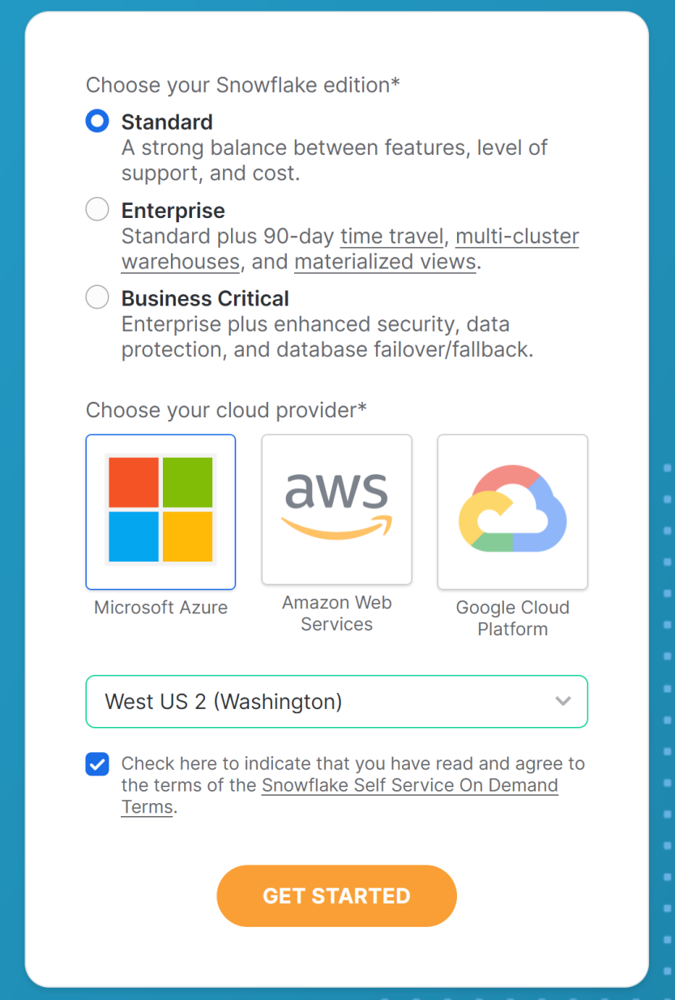 Choose your Snowflake edition*
Standard
A strong balance between features, level of
support, and cost.
Enterprise
Standard plus 90-day time travel, multi-cluster
warehouses, and materialized views.
Business Critical
Enterprise plus enhanced security, data
protection, and database failover/fallback.
Choose your cloud provider*
aws
Microsoft Azure
Amazon Web
Services
Google Cloud
Platform
West US 2 (Washington)
Check here to indicate that you have read and agree to
the terms of the Snowflake Self Service On Demand
Terms.
GET STARTED